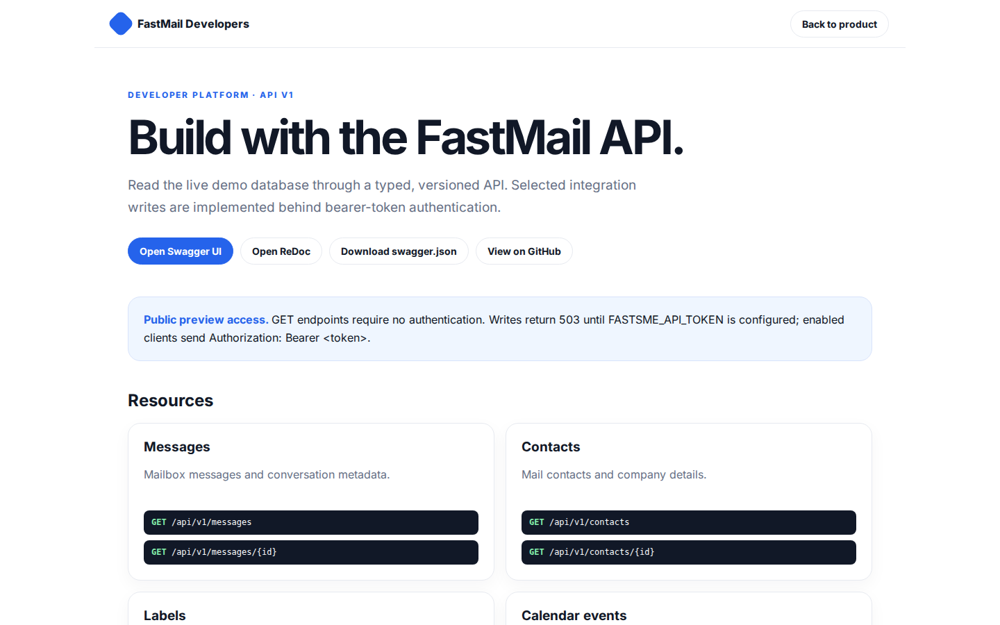 FastMail Developers
Back to product
DEVELOPER PLATFORM · API V1
Build with the FastMail API.
Read the live demo database through a typed, versioned API. Selected integration
writes are implemented behind bearer-token authentication.
Open Swagger UI
Open ReDoc
Download swagger.json
View on GitHub
Public preview access. GET endpoints require no authentication. Writes return 503 until FASTSME_API_TOKEN is configured; enabled
clients send Authorization: Bearer <token>.
Resources
Messages
Mailbox messages and conversation metadata.
GET /api/v1/messages
GET /api/v1/messages/{id}
Contacts
Mail contacts and company details.
GET /api/v1/contacts
GET /api/v1/contacts/{id}
Labels
Calendar events